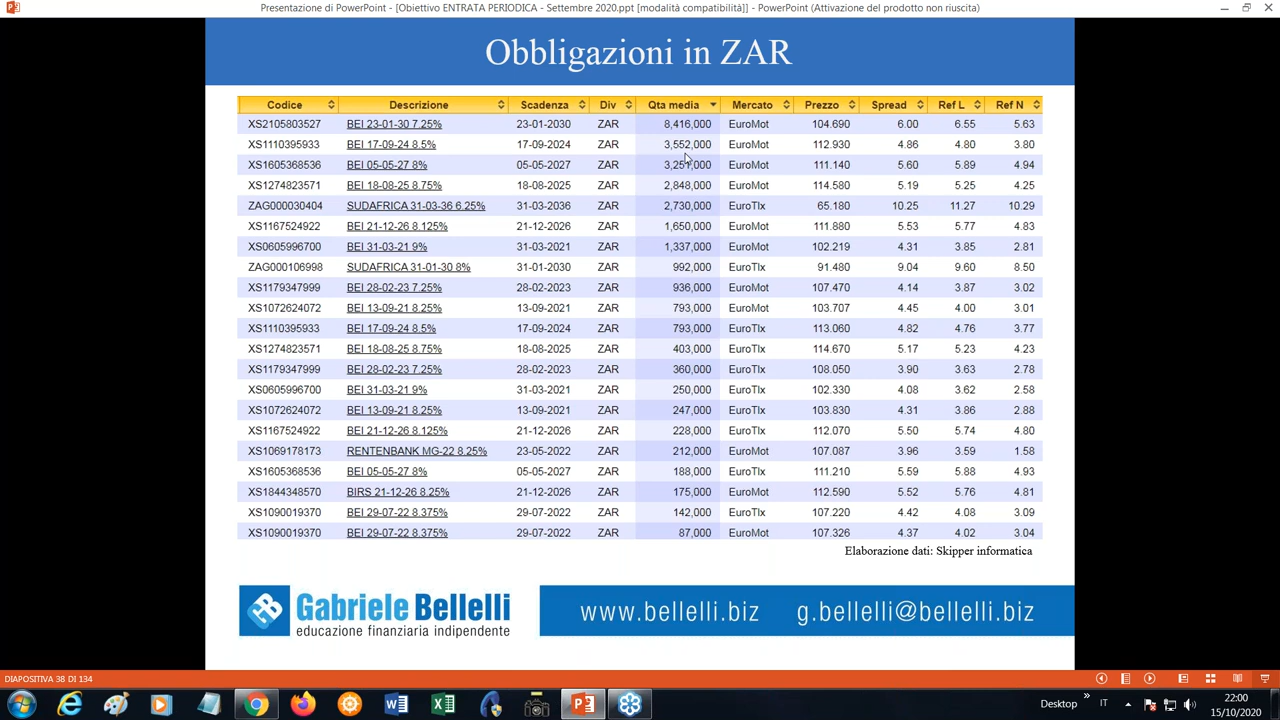 Presentazione di PowerPoint - [Obiettivo ENTRATA PERIODICA - Settembre 2020.ppt [modalità compatibilità]] - PowerPoint (Attivazione del prodotto non riuscita)
Obbligazioni in ZAR
Codice Descrizione Scadenza Div Qta media Mercato Prezzo Spread Ref L Ref N
XS2105803527 BEI 23-01-30 7.25% 23-01-2030 ZAR 8,416,000 EuroMot 104.690 6.00 6.55 5.63
XS1110395933 BEI 17-09-24 8.5% 17-09-2024 ZAR 3,552,000 EuroMot 112.930 4.86 4.80 3.80
XS1605368536 BEI 05-05-27 8% 05-05-2027 ZAR EuroMot 111.140 5.60 5.89 4.94
XS1274823571 BEI 18-08-25 8.75% 18-08-2025 ZAR 2,848,000 EuroMot 114.580 5.19 5.25 4.25
ZAG000030404 SUDAFRICA 31-03-36 6.25% 31-03-2036 ZAR 2,730,000 EuroTlx 65.180 10.25 11.27 10.29
XS1167524922 BEI 21-12-26 8.125% 21-12-2026 ZAR 1,650,000 EuroMot 111.880 5.53 5.77 4.83
XS0605996700 BEI 31-03-21 9% 31-03-2021 ZAR 1,337,000 EuroMot 102.219 4.31 3.85 2.81
ZAG000106998 SUDAFRICA 31-01-30 8% 31-01-2030 ZAR 992,000 EuroTlx 91.480 9.04 9.60 8.50
XS1179347999 BEI 28-02-23 7.25% 28-02-2023 ZAR 936,000 EuroMot 107.470 4.14 3.87 3.02
XS1072624072 BEI 13-09-21 8.25% 13-09-2021 ZAR 793,000 EuroMot 103.707 4.45 4.00 3.01
XS1110395933 BEI 17-09-24 8.5% 17-09-2024 ZAR 793,000 EuroTlx 113.060 4.82 4.76 3.77
XS1274823571 BEI 18-08-25 8.75% 18-08-2025 ZAR 403,000 EuroTlx 114.670 5.17 5.23 4.23
XS1179347999 BEI 28-02-23 7.25% 28-02-2023 ZAR 360,000 EuroTlx 108.050 3.90 3.63 2.78
XS0605996700 BEI 31-03-21 9% 31-03-2021 ZAR 250,000 EuroTlx 102.330 4.08 3.62 2.58
XS1072624072 BEI 13-09-21 8.25% 13-09-2021 ZAR 247,000 EuroTlx 103.830 4.31 3.86 2.88
XS1167524922 BEI 21-12-26 8.125% 21-12-2026 ZAR 228,000 EuroTlx 112.070 5.50 5.74 4.80
XS1069178173 RENTENBANK MG-22 8.25% 23-05-2022 ZAR 212,000 EuroMot 107.087 3.96 3.59 1.58
XS1605368536 BEI 05-05-27 8% 05-05-2027 ZAR 188,000 EuroTlx 111.210 5.59 5.88 4.93
XS1844348570 BIRS 21-12-26 8.25% 21-12-2026 ZAR 175,000 EuroMot 112.590 5.52 5.76 4.81
XS1090019370 BEI 29-07-22 8.375% 29-07-2022 ZAR 142,000 EuroTlx 107.220 4.42 4.08 3.09
XS1090019370 BEI 29-07-22 8.375% 29-07-2022 ZAR 87,000 EuroMot 107.326 4.37 4.02 3.04
Elaborazione dati: Skipper informatica
Gabriele Bellelli
educazione finanziaria indipendente
www.bellelli.biz g.bellelli@bellelli.biz
DIAPOSITIVA 38 DI 134
Desktop IT 22:00
15/10/2020